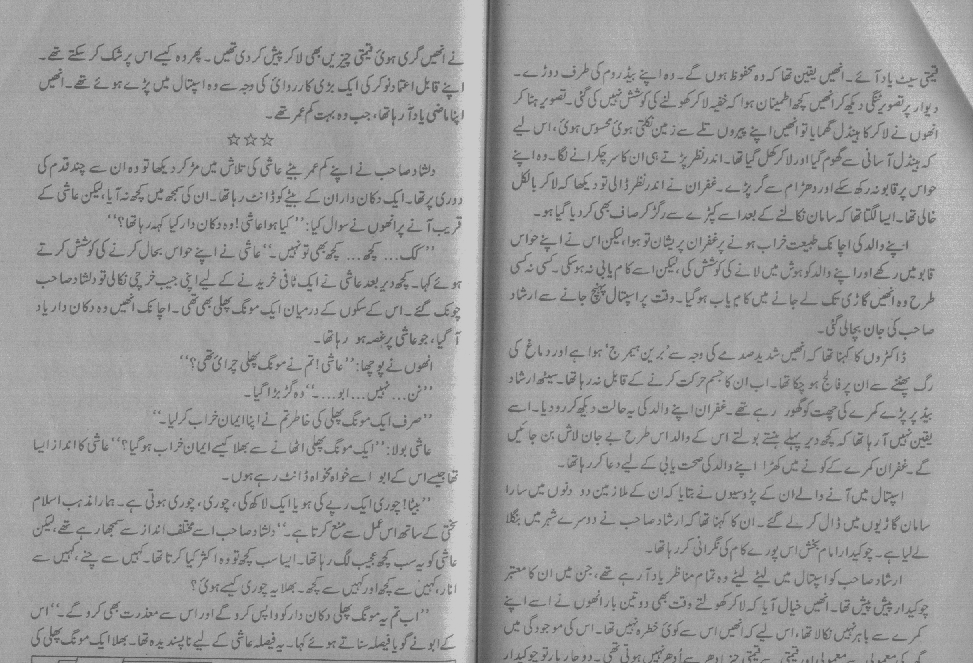 قیمتی سیٹ یاد آئے۔ انھیں یقین تھا کہ وہ محفوظ ہوں گے۔ وہ اپنے بیڈ روم کی طرف دوڑے۔
دیوار پر تصویر ٹنگی دیکھ کر انھیں کچھ اطمینان ہوا کہ خفیہ لاکر کھولنے کی کوشش نہیں کی گئی۔ تصویر ہٹا کر
انھوں نے لاکر کا ہینڈل گھمایا تو انھیں اپنے پیروں تلے سے زمین نکلتی ہوئی محسوس ہوئی، اس لیے
کہ ہینڈل آسانی سے گھوم گیا اور لاکر کھل گیا تھا۔ اندر نظر پڑتے ہی ان کا سر چکرانے لگا۔ وہ اپنے
حواس پر قابو نہ رکھ سکے اور دھڑام سے گر پڑے۔ غفران نے اندر نظر ڈالی تو دیکھا کہ لاکر بالکل
خالی تھا۔ ایسا لگتا تھا کہ سامان نکالنے کے بعد اسے کپڑے سے رگڑ کر صاف بھی کر دیا گیا ہو۔
اپنے والد کی اچانک طبیعت خراب ہونے پر غفران پریشان تو ہوا، لیکن اس نے اپنے حواس
قابو میں رکھے اور اپنے والد کو ہوش میں لانے کی کوشش کی، لیکن اسے کام یابی نہ ہو سکی۔ کسی نہ کسی
طرح وہ انھیں گاڑی تک لے جانے میں کام یاب ہو گیا۔ وقت پر اسپتال پہنچ جانے سے ارشاد
صاحب کی جان بچا لی گئی۔
ڈاکٹروں کا کہنا تھا کہ انھیں شدید صدمے کی وجہ سے ’برین ہیمرج‘ ہوا ہے اور دماغ کی
رگ پھٹنے سے ان پر فالج ہو چکا تھا۔ اب ان کا جسم حرکت کرنے کے قابل نہ رہا تھا۔ سیٹھ ارشاد
بیڈ پر پڑے کمرے کی چھت کو گھور رہے تھے۔ غفران اپنے والد کی یہ حالت دیکھ کر رو دیا۔ اسے
یقین نہیں آ رہا تھا کہ کچھ دیر پہلے ہنستے بولتے اس کے والد اس طرح بے جان لاش بن جائیں
گے۔ غفران کمرے کے کونے میں کھڑا اپنے والد کی صحت یابی کے لیے دعا کر رہا تھا۔
اسپتال میں آنے والے ان کے پڑوسیوں نے بتایا کہ ان کے ملازمین دو دنوں میں سارا
سامان گاڑیوں میں ڈال کر لے گئے۔ ان کا کہنا تھا کہ ارشاد صاحب نے دوسرے شہر میں بنگلا
لے لیا ہے۔ چوکیدار امام بخش اس پورے کام کی نگرانی کر رہا تھا۔
ارشاد صاحب کو اسپتال میں لیٹے لیٹے وہ تمام مناظر یاد آ رہے تھے، جن میں ان کا معتبر
چوکیدار پیش پیش تھا۔ انھیں خیال آیا کہ لاکر کھولتے وقت بھی دو تین بار انھوں نے اسے اپنے
کمرے سے باہر نہیں نکالا تھا، اس لیے کہ انھیں اس سے کوئی خطرہ نہیں تھا۔ اس کی موجودگی میں
گھر کی معمولی سے معمولی اور قیمتی سے قیمتی چیز ادھر سے اُدھر نہیں ہوتی تھی۔ دو چار بار تو چوکیدار
نے انھیں گری ہوئی قیمتی چیزیں بھی لا کر پیش کر دی تھیں۔ پھر وہ کیسے اس پر شک کر سکتے تھے۔
اپنے قابل اعتماد نوکر کی ایک بڑی کارروائی کی وجہ سے وہ اسپتال میں پڑے ہوئے تھے۔ انھیں
اپنا ماضی یاد آ رہا تھا، جب وہ بہت کم عمر تھے۔
☆☆☆
دلشاد صاحب نے اپنے کم عمر بیٹے عاشی کی تلاش میں مڑ کر دیکھا تو وہ ان سے چند قدم کی
دوری پر تھا۔ ایک دکان دار ان کے بیٹے کو ڈانٹ رہا تھا۔ ان کی سمجھ میں کچھ نہ آیا، لیکن عاشی کے
قریب آنے پر انھوں نے سوال کیا: ’’کیا ہوا عاشی! وہ دکان دار کیا کہہ رہا تھا؟‘‘
’’کک... کچھ... کچھ بھی تو نہیں۔‘‘ عاشی نے اپنے حواس بحال کرنے کی کوشش کرتے
ہوئے کہا۔ کچھ دیر بعد عاشی نے ایک ٹافی خریدنے کے لیے اپنی جیب خرچی نکالی تو دلشاد صاحب
چونک گئے۔ اس کے سکوں کے درمیان ایک مونگ پھلی بھی تھی۔ اچانک انھیں وہ دکان دار یاد
آ گیا، جو عاشی پر غصہ ہو رہا تھا۔
انھوں نے پوچھا: ’’عاشی! تم نے مونگ پھلی چرائی تھی؟‘‘
’’نن... نہیں... ابو...۔‘‘ وہ گڑبڑا گیا۔
’’صرف ایک مونگ پھلی کی خاطر تم نے اپنا ایمان خراب کر لیا۔‘‘
عاشی بولا: ’’ایک مونگ پھلی اٹھانے سے بھلا کیسے ایمان خراب ہو گیا؟‘‘ عاشی کا انداز ایسا
تھا جیسے اس کے ابو اسے خواہ مخواہ ڈانٹ رہے ہوں۔
’’بیٹا! چوری ایک رپے کی ہو یا ایک لاکھ کی، چوری، چوری ہوتی ہے۔ ہمارا مذہب اسلام
سختی کے ساتھ اس عمل سے منع کرتا ہے۔‘‘ دلشاد صاحب اسے مختلف انداز سے سمجھا رہے تھے، لیکن
عاشی کو یہ سب کچھ عجیب لگ رہا تھا۔ ایسا سب کچھ تو وہ اکثر کیا کرتا تھا۔ کہیں سے چنے، کہیں سے
انار، کہیں سے کچھ اور کہیں سے کچھ۔ بھلا یہ چوری کیسے ہوئی؟
’’اب تم یہ مونگ پھلی دکان دار کو واپس کرو گے اور اس سے معذرت بھی کرو گے۔‘‘ اس
کے ابو نے گویا فیصلہ سناتے ہوئے کہا۔ یہ فیصلہ عاشی کے لیے ناپسندیدہ تھا۔ بھلا ایک مونگ پھلی کی